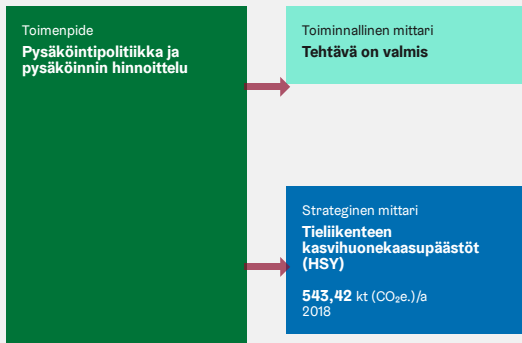 Toimenpide
Pysäköintipolitiikka ja
pysäköinnin hinnoittelu
Toiminnallinen mittari
Tehtävä on valmis
Strateginen mittari
Tieliikenteen
kasvihuonekaasupäästöt
(HSY)
543,42 kt (CO₂e.)/a
2018